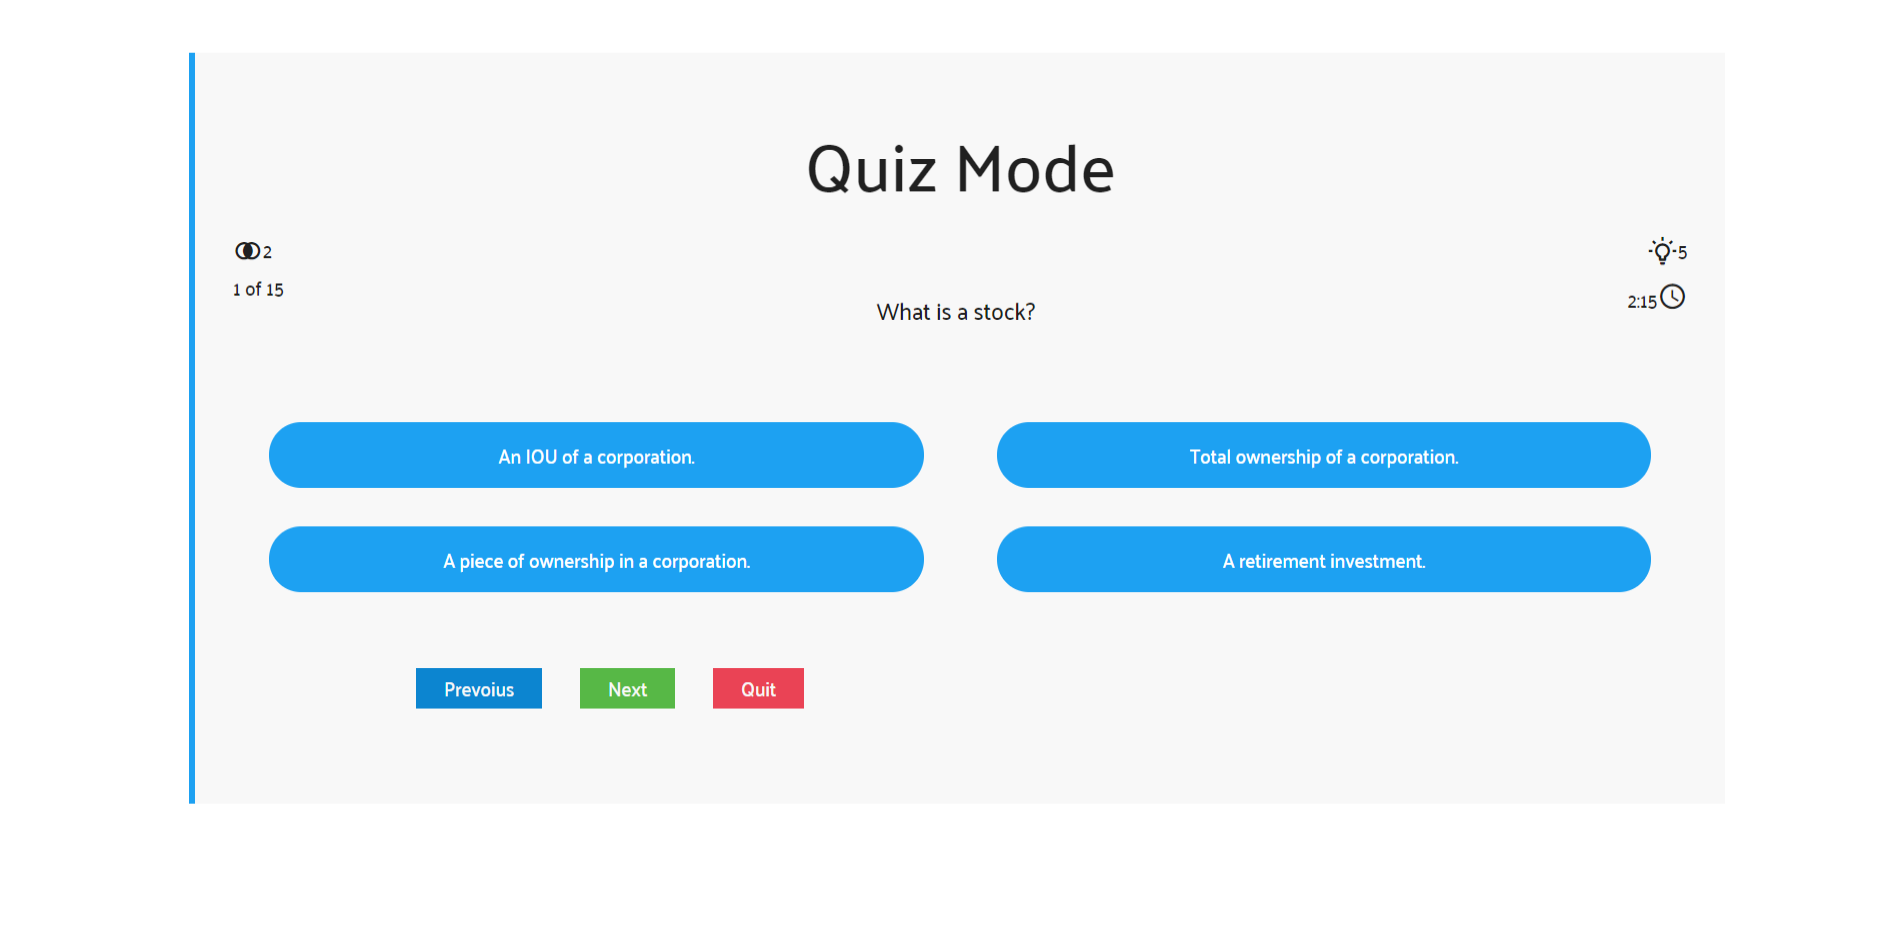 Quiz Mode
2
5
1 of 15
2:15
What is a stock?
An IOU of a corporation.
Total ownership of a corporation.
A piece of ownership in a corporation.
A retirement investment.
Prevoius
Next
Quit